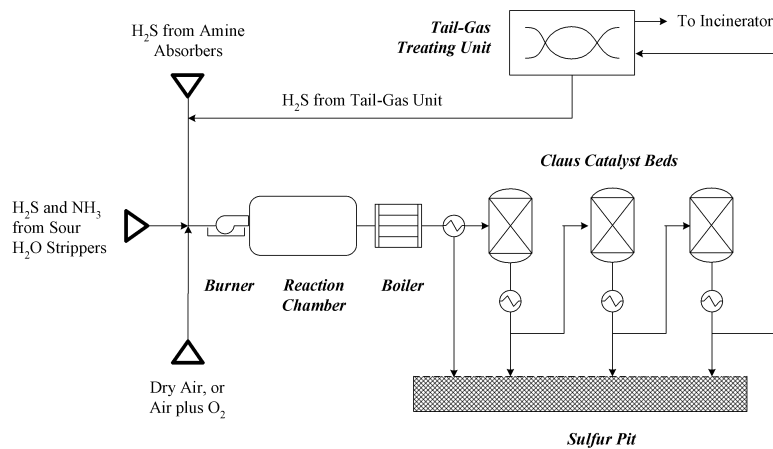 H₂S from Amine
Absorbers
Tail-Gas
Treating Unit
To Incinerator
H₂S from Tail-Gas Unit
Claus Catalyst Beds
H₂S and NH₃
from Sour
H₂O Strippers
Burner
Reaction
Chamber
Boiler
Dry Air, or
Air plus O₂
Sulfur Pit